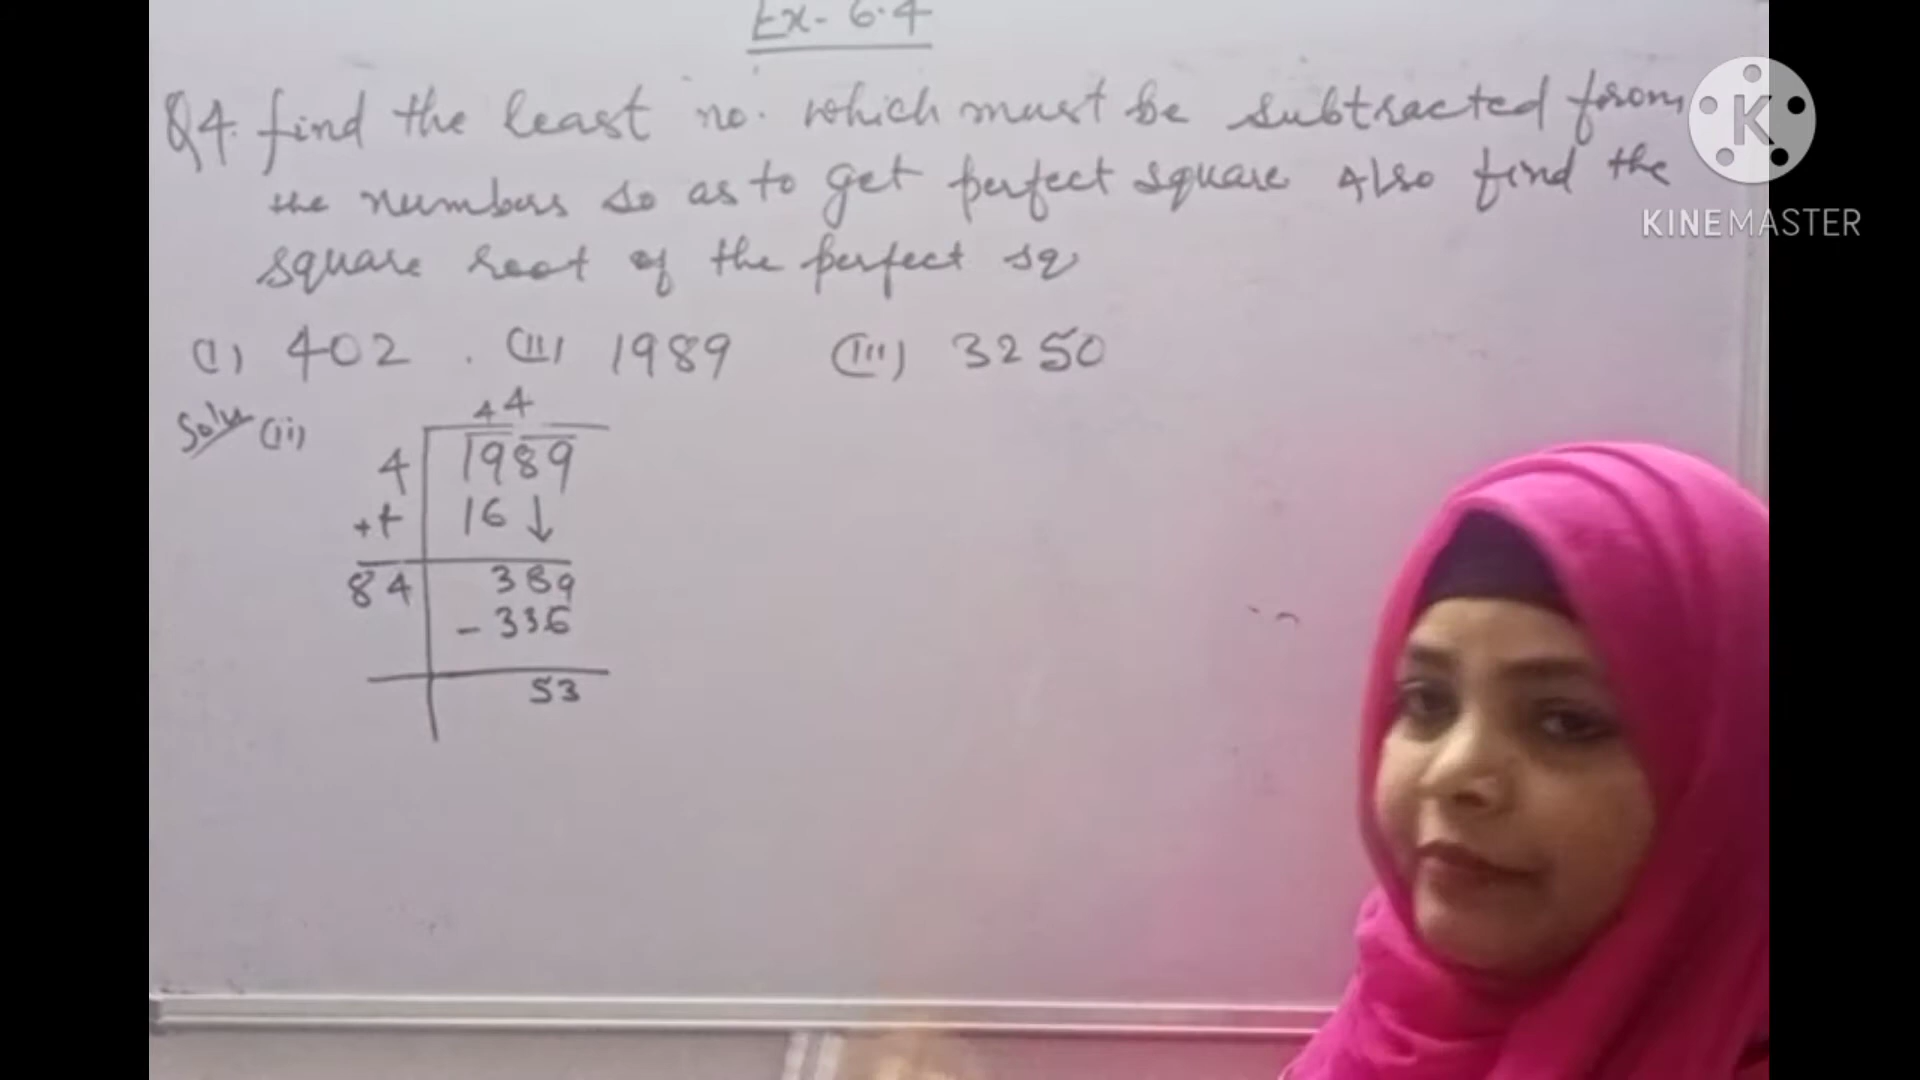 Ex- 6.4
Q4. find the least no. which must be subtracted from
the numbers so as to get perfect square Also find the
square root of the perfect sq
(I) 402 . (II) 1989 (III) 3250
Soln (ii)
44
4 1989
+4 16 ↓
84 389
- 336
53
K
KINEMASTER